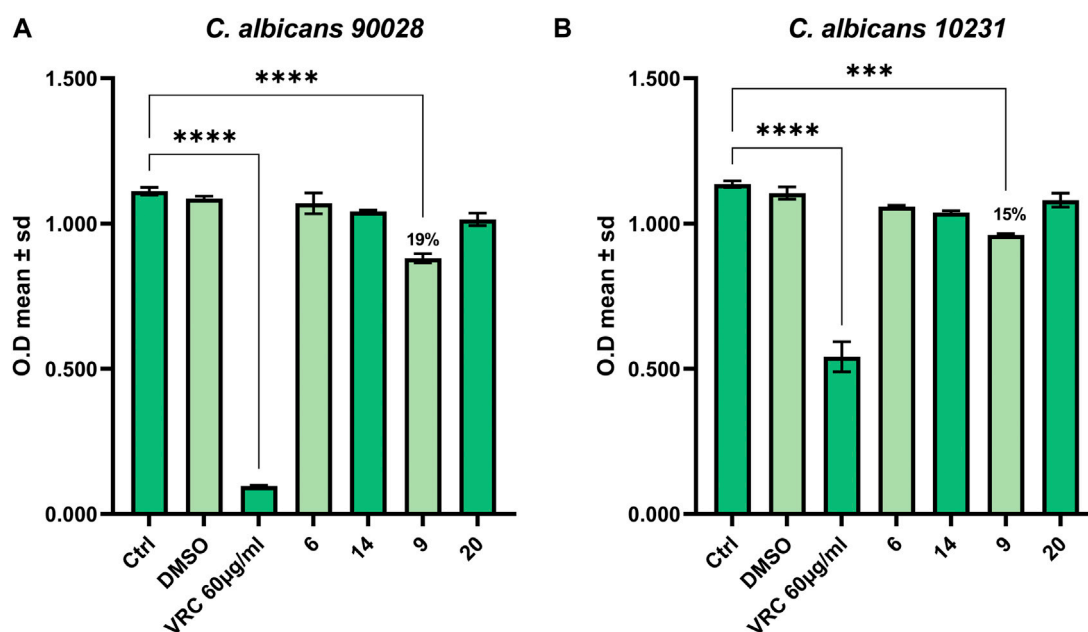 A
C. albicans 90028
O.D mean ± sd
1.500
1.000
0.500
0.000
****
****
19%
Ctrl
DMSO
VRC 60µg/ml
6
14
9
20
B
C. albicans 10231
O.D mean ± sd
1.500
1.000
0.500
0.000
***
****
15%
Ctrl
DMSO
VRC 60µg/ml
6
14
9
20